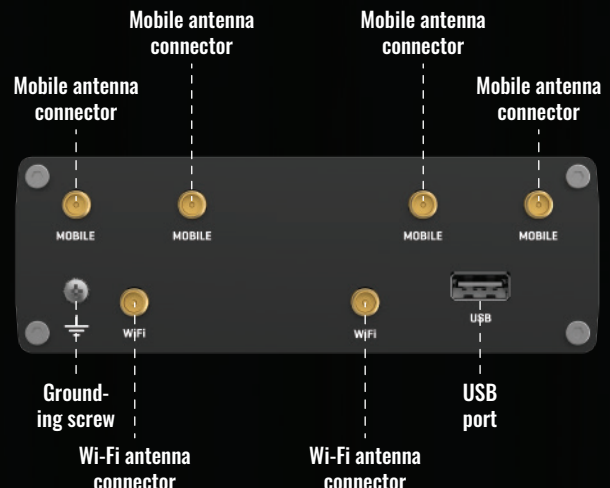 Mobile antenna
connector
Mobile antenna
connector
Mobile antenna
connector
Mobile antenna
connector
MOBILE
MOBILE
MOBILE
MOBILE
WiFi
WiFi
USB
Ground-
ing screw
USB
port
Wi-Fi antenna
connector
Wi-Fi antenna
connector